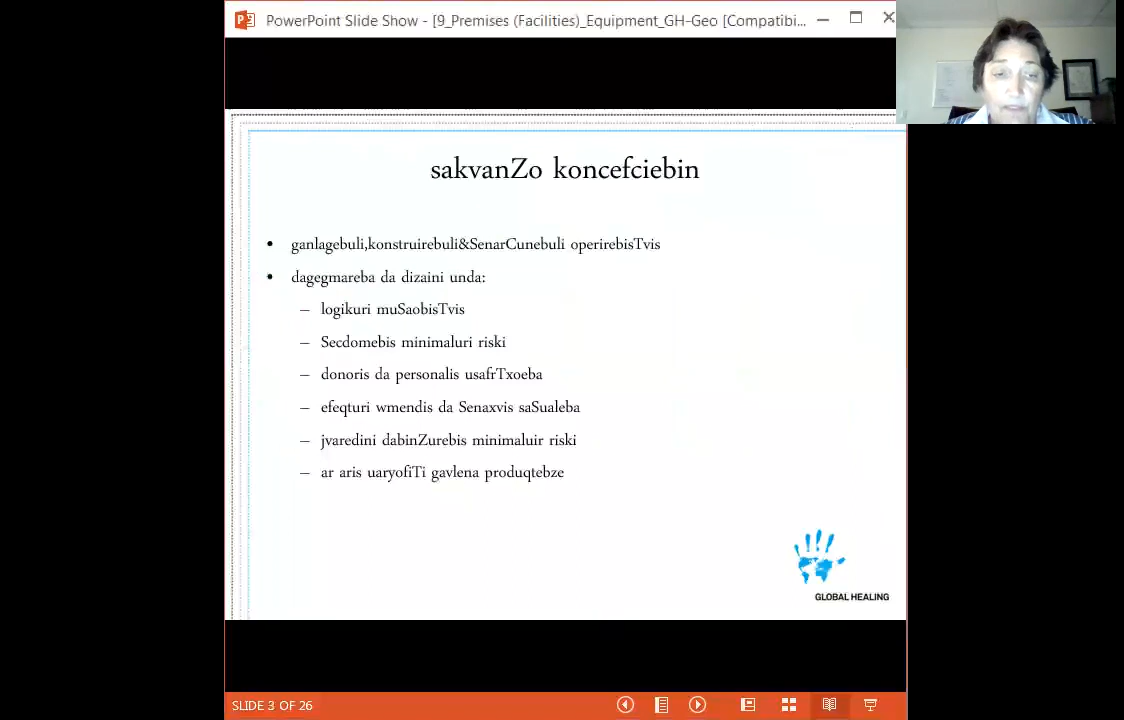 PowerPoint Slide Show - [9_Premises (Facilities)_Equipment_GH-Geo [Compatibi...
sakvanZo koncefciebin
• ganlagebuli,konstruirebuli&SenarCunebuli operirebisTvis
• dagegmareba da dizaini unda:
– logikuri muSaobisTvis
– Secdomebis minimaluri riski
– donoris da personalis usafrTxoeba
– efeqturi wmendis da Senaxvis saSualeba
– jvaredini dabinZurebis minimaluir riski
– ar aris uaryofiTi gavlena produqtebze
GLOBAL HEALING
SLIDE 3 OF 26